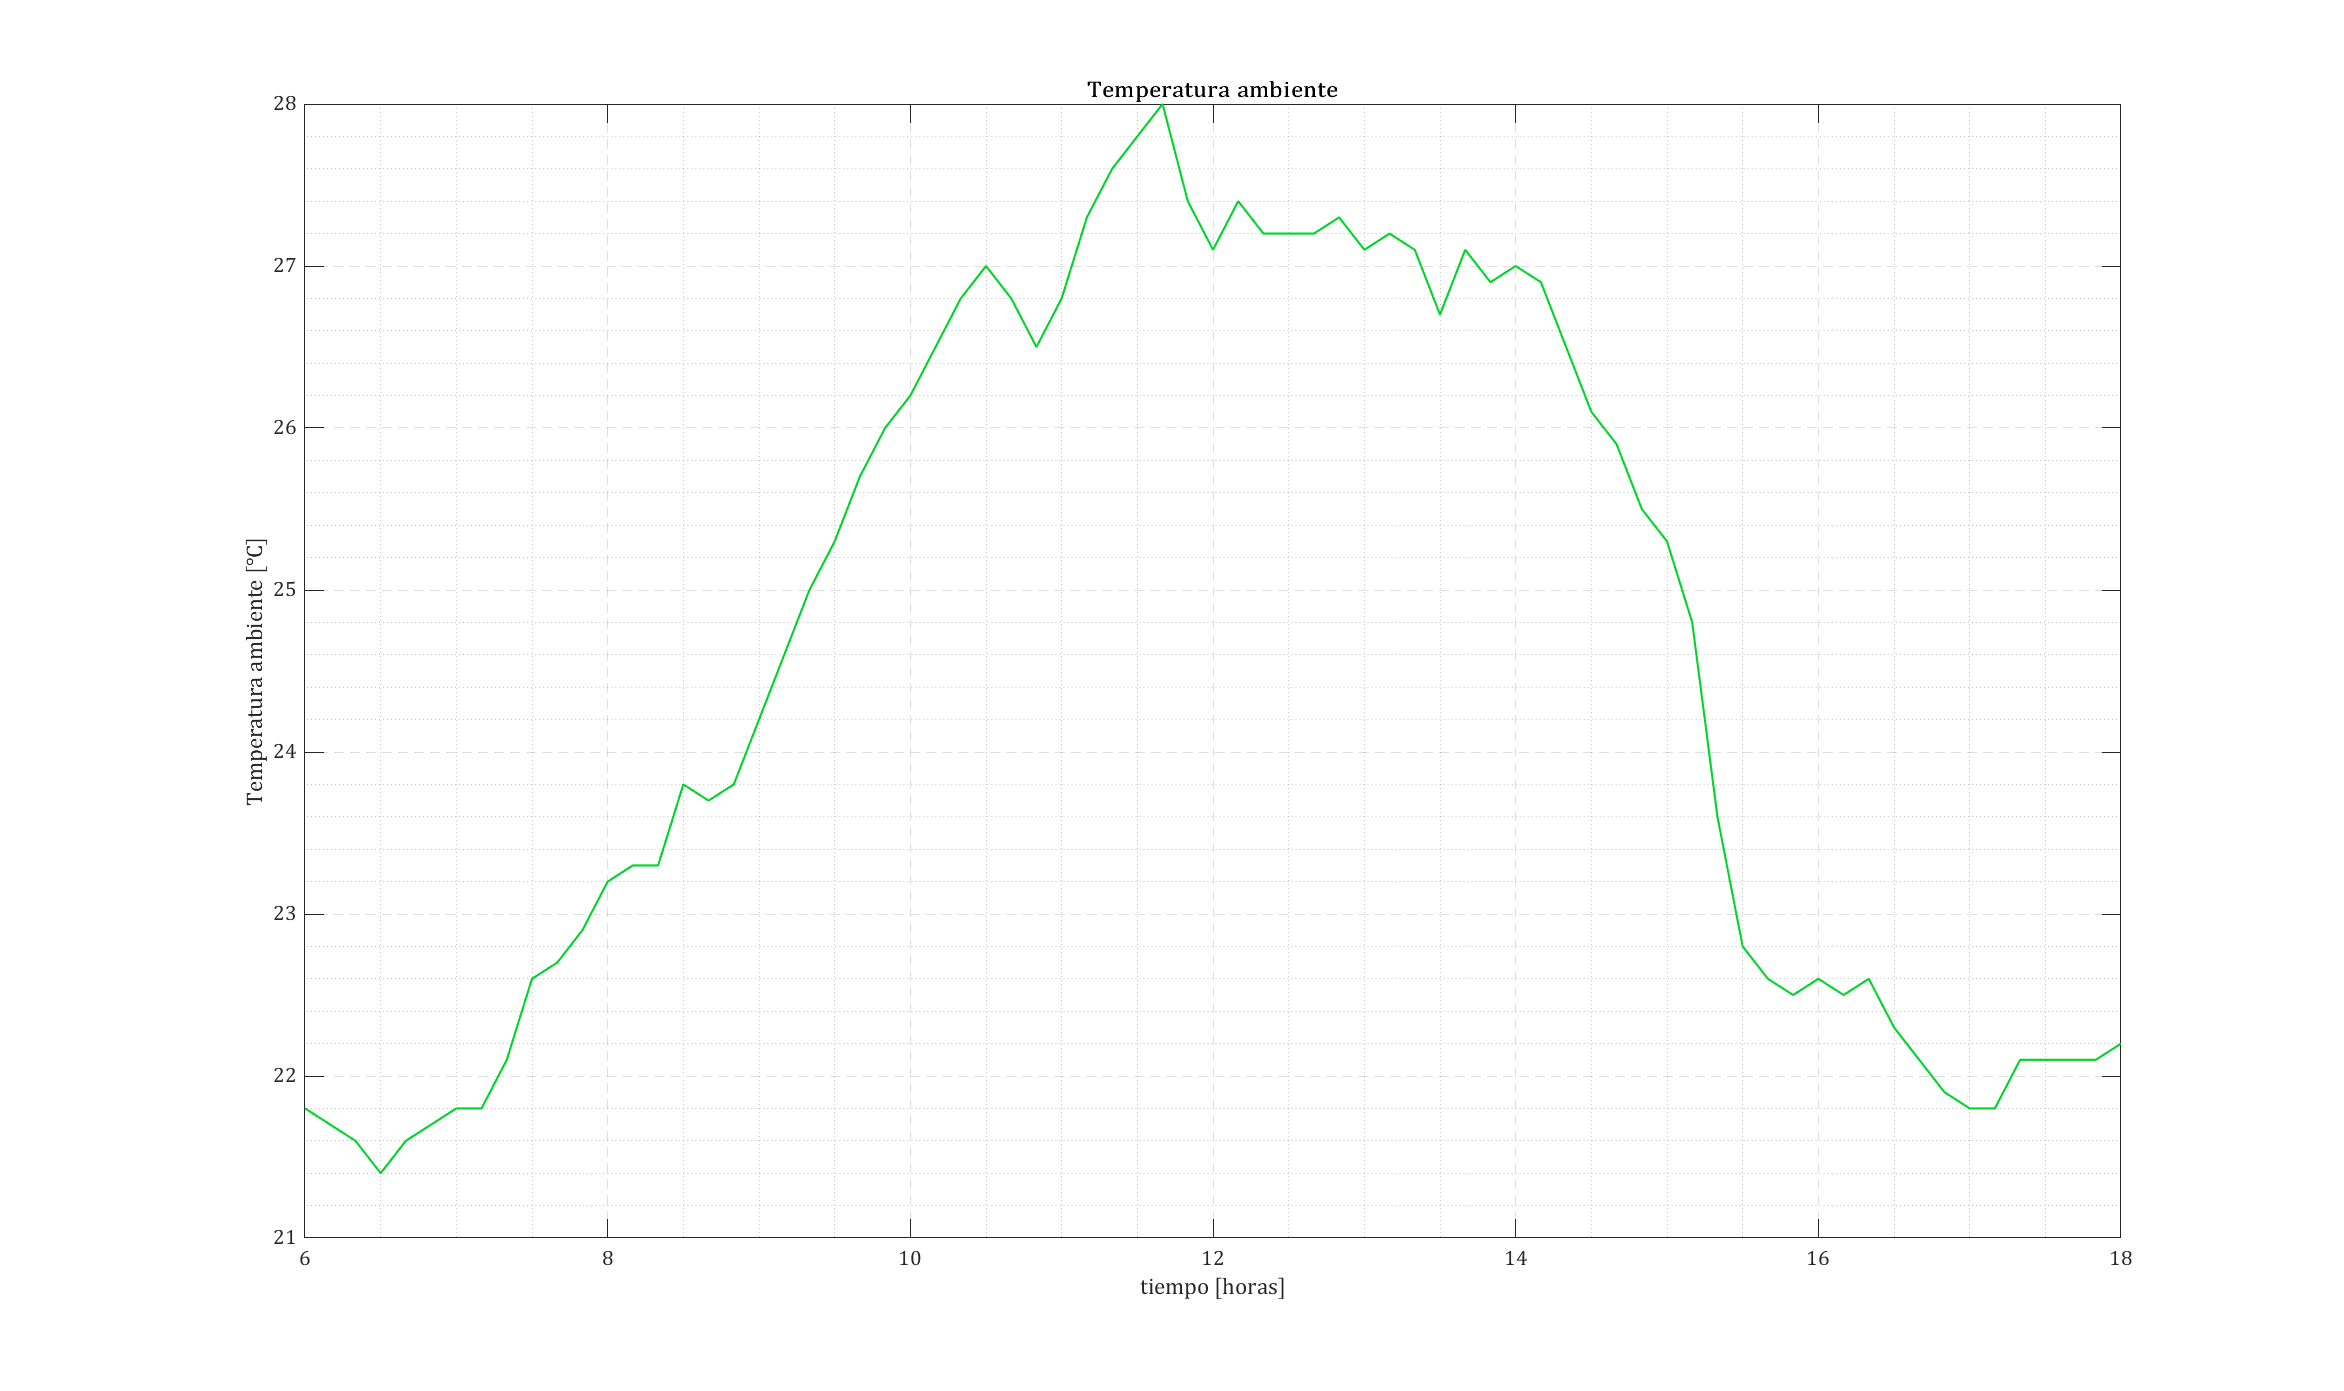 Temperatura ambiente
28
27
26
25
24
23
22
21
Temperatura ambiente [°C]
6 8 10 12 14 16 18
tiempo [horas]